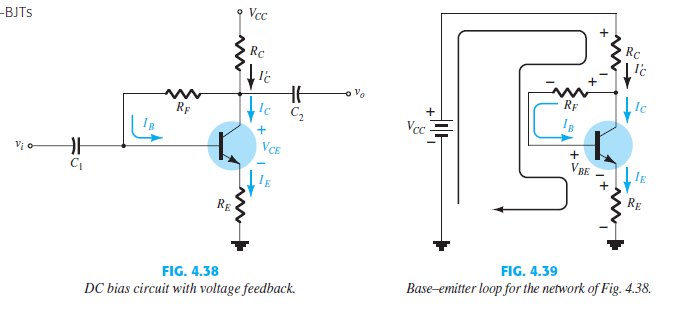 –BJTs
VCC
RC
I'C
RF
IB
IC
C2
vo
+
VCE
–
vi
C1
IE
RE
FIG. 4.38
DC bias circuit with voltage feedback.
+
RC
–
I'C
–
+
RF
IC
IB
+
VCC
–
+
VBE
–
IE
+
RE
–
FIG. 4.39
Base–emitter loop for the network of Fig. 4.38.